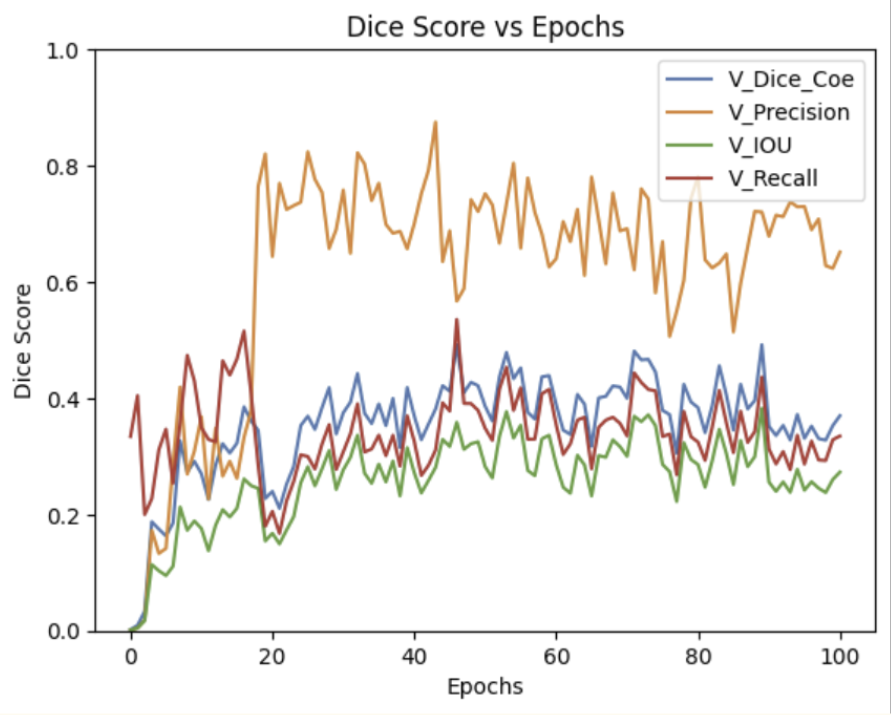 Dice Score vs Epochs
V_Dice_Coe
V_Precision
V_IOU
V_Recall
Dice Score
1.0
0.8
0.6
0.4
0.2
0.0
0 20 40 60 80 100
Epochs